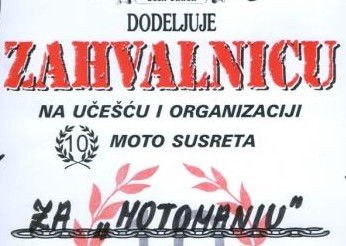 DODELJUJE
ZAHVALNICU
NA UČEŠĆU I ORGANIZACIJI
10 MOTO SUSRETA
ZA „MOTOMANIU"